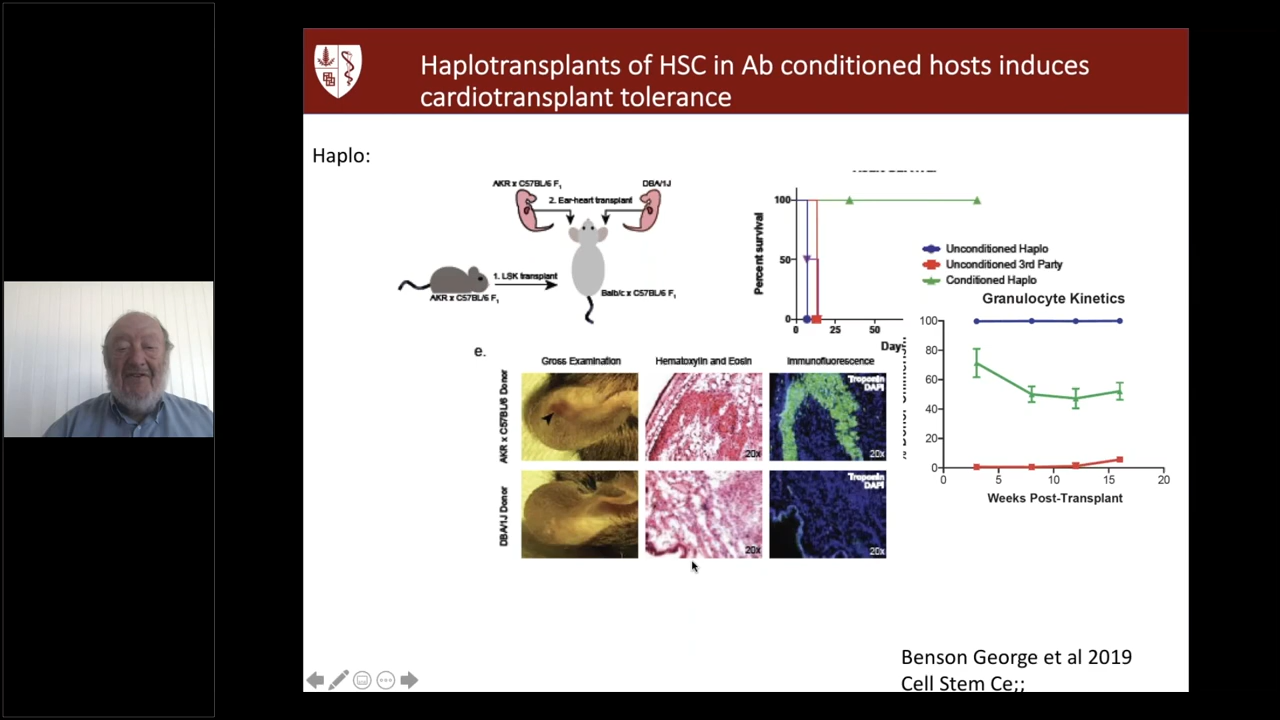 Haplotransplants of HSC in Ab conditioned hosts induces
cardiotransplant tolerance
Haplo:
AKR x C57BL/6 F1
DBA/1J
2. Ear-heart transplant
1. LSK transplant
AKR x C57BL/6 F1
Balb/c x C57BL/6 F1
Percent survival
100
50
0
0
25
50
Days
Unconditioned Haplo
Unconditioned 3rd Party
Conditioned Haplo
Granulocyte Kinetics
100
80
60
40
20
0
0
5
10
15
20
Weeks Post-Transplant
e.
Gross Examination
Hematoxylin and Eosin
Immunofluorescence
AKR x C57BL/6 Donor
20x
Troponin
DAPI
20x
DBA/1J Donor
20x
Troponin
DAPI
20x
Benson George et al 2019
Cell Stem Ce;;